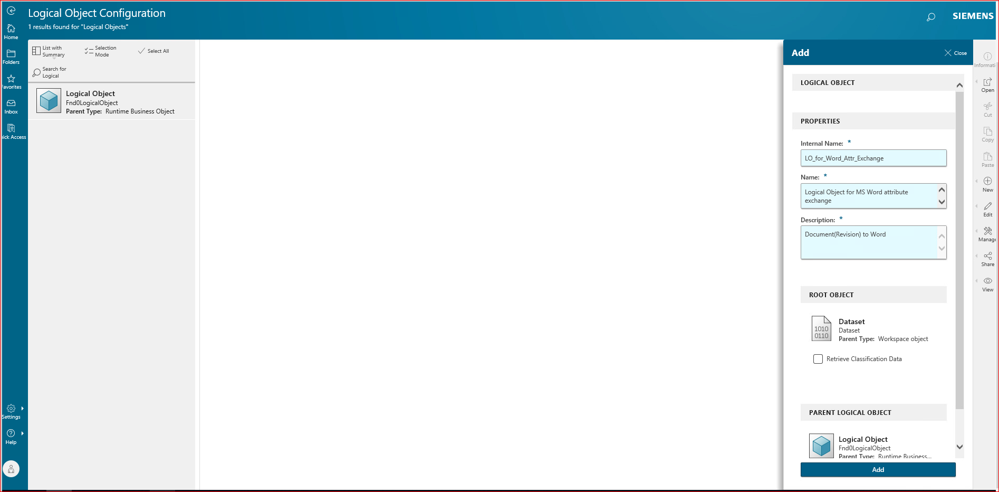 Logical Object Configuration
1 results found for "Logical Objects"
SIEMENS
Home
Folders
Favorites
Inbox
uick Access
Settings
Help
List with
Summary
Selection
Mode
Select All
Search for
Logical
Logical Object
Fnd0LogicalObject
Parent Type: Runtime Business Object
Add
Close
LOGICAL OBJECT
PROPERTIES
Internal Name: *
LO_for_Word_Attr_Exchange
Name: *
Logical Object for MS Word attribute
exchange
Description: *
Document(Revision) to Word
ROOT OBJECT
1010
0110
Dataset
Dataset
Parent Type: Workspace object
Retrieve Classification Data
PARENT LOGICAL OBJECT
Logical Object
Fnd0LogicalObject
Parent Type: Runtime Business...
Add
Informati
Open
Cut
Copy
Paste
New
Edit
Manage
Share
View